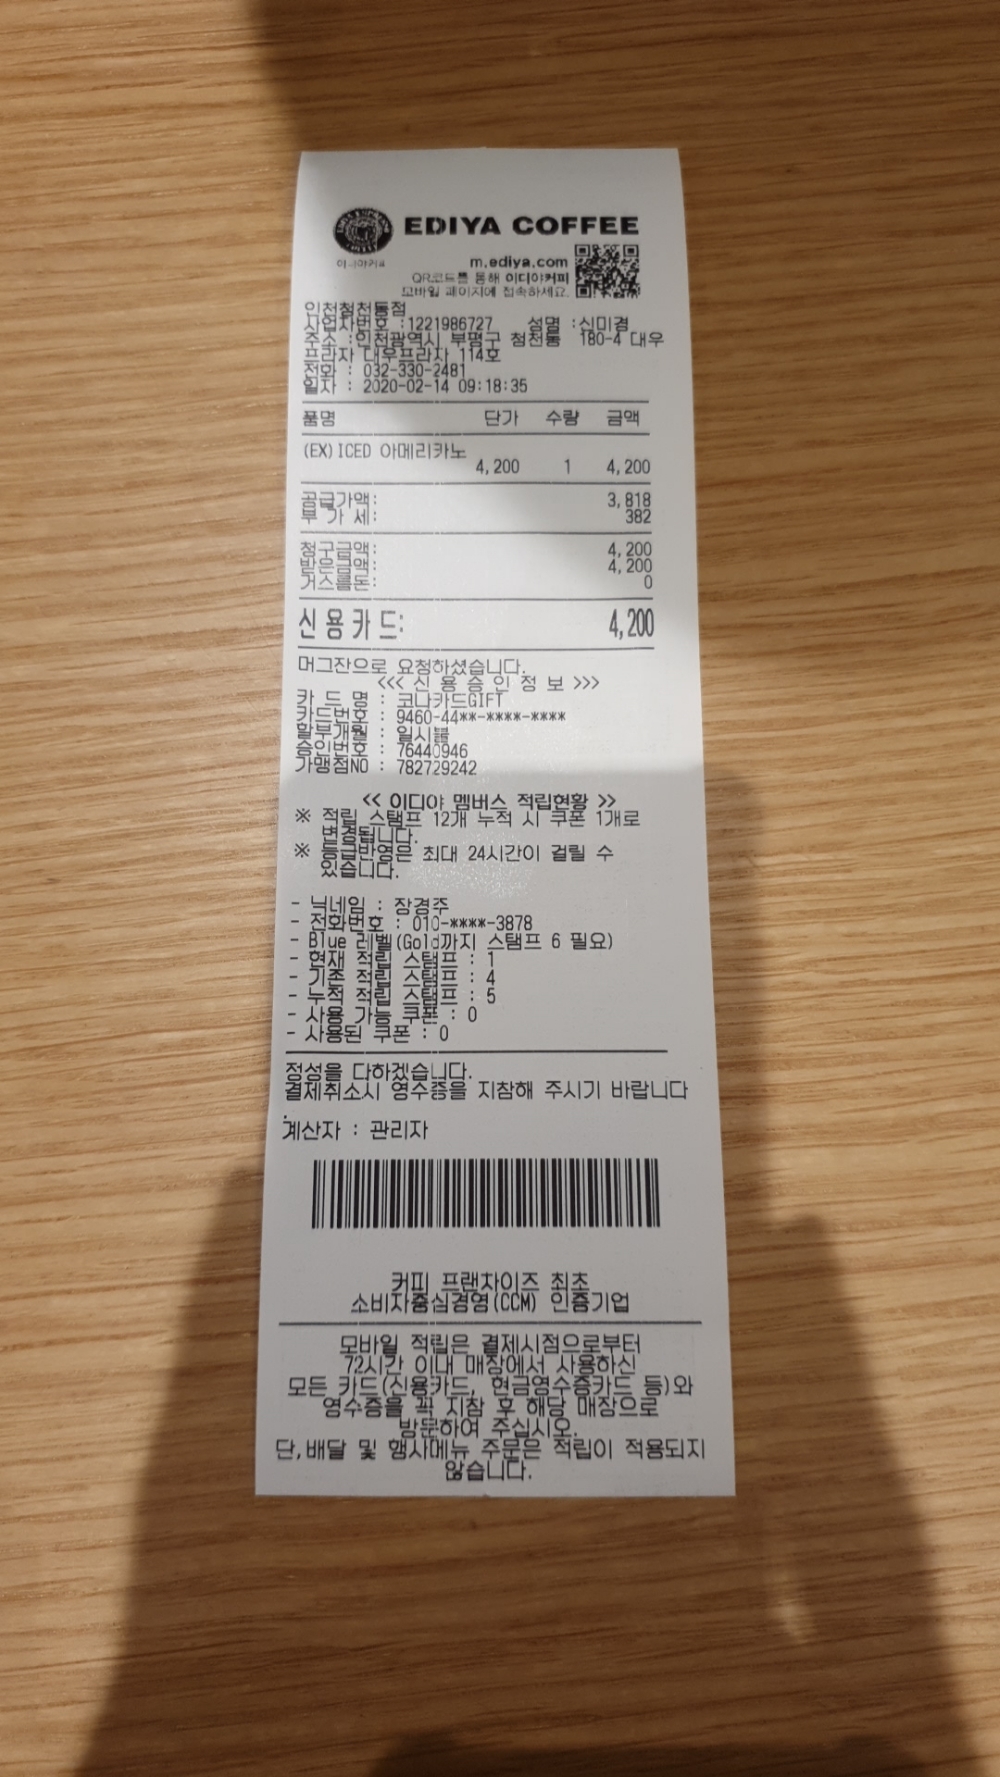 EDIYA COFFEE
이디야커피
m.ediya.com
QR코드를 통해 이디야커피
모바일 페이지에 접속하세요.
인천청천동점
사업자번호 :1221986727 성명 :신미경
주소 :인천광역시 부평구 청천동 180-4 대우
프라자 대우프라자 114호
전화 : 032-330-2481
일자 : 2020-02-14 09:18:35
품명 단가 수량 금액
(EX)ICED 아메리카노
4,200 1 4,200
공급가액: 3,818
부 가 세: 382
청구금액: 4,200
받은금액: 4,200
거스름돈: 0
신용카드: 4,200
머그잔으로 요청하셨습니다.
<<< 신 용 승 인 정 보 >>>
카 드 명 : 코나카드GIFT
카드번호 : 9460-44**-****-****
할부개월 : 일시불
승인번호 : 76440946
가맹점NO : 782729242
<< 이디야 멤버스 적립현황 >>
※ 적립 스탬프 12개 누적 시 쿠폰 1개로
변경됩니다.
※ 등급반영은 최대 24시간이 걸릴 수
있습니다.
- 닉네임 : 장경주
- 전화번호 : 010-****-3878
- Blue 레벨(Gold까지 스탬프 6 필요)
- 현재 적립 스탬프 : 1
- 기존 적립 스탬프 : 4
- 누적 적립 스탬프 : 5
- 사용 가능 쿠폰 : 0
- 사용된 쿠폰 : 0
정성을 다하겠습니다.
결제취소시 영수증을 지참해 주시기 바랍니다
.
계산자 : 관리자
커피 프랜차이즈 최초
소비자중심경영(CCM) 인증기업
모바일 적립은 결제시점으로부터
72시간 이내 매장에서 사용하신
모든 카드(신용카드, 현금영수증카드 등)와
영수증을 꼭 지참 후 해당 매장으로
방문하여 주십시오.
단,배달 및 행사메뉴 주문은 적립이 적용되지
않습니다.